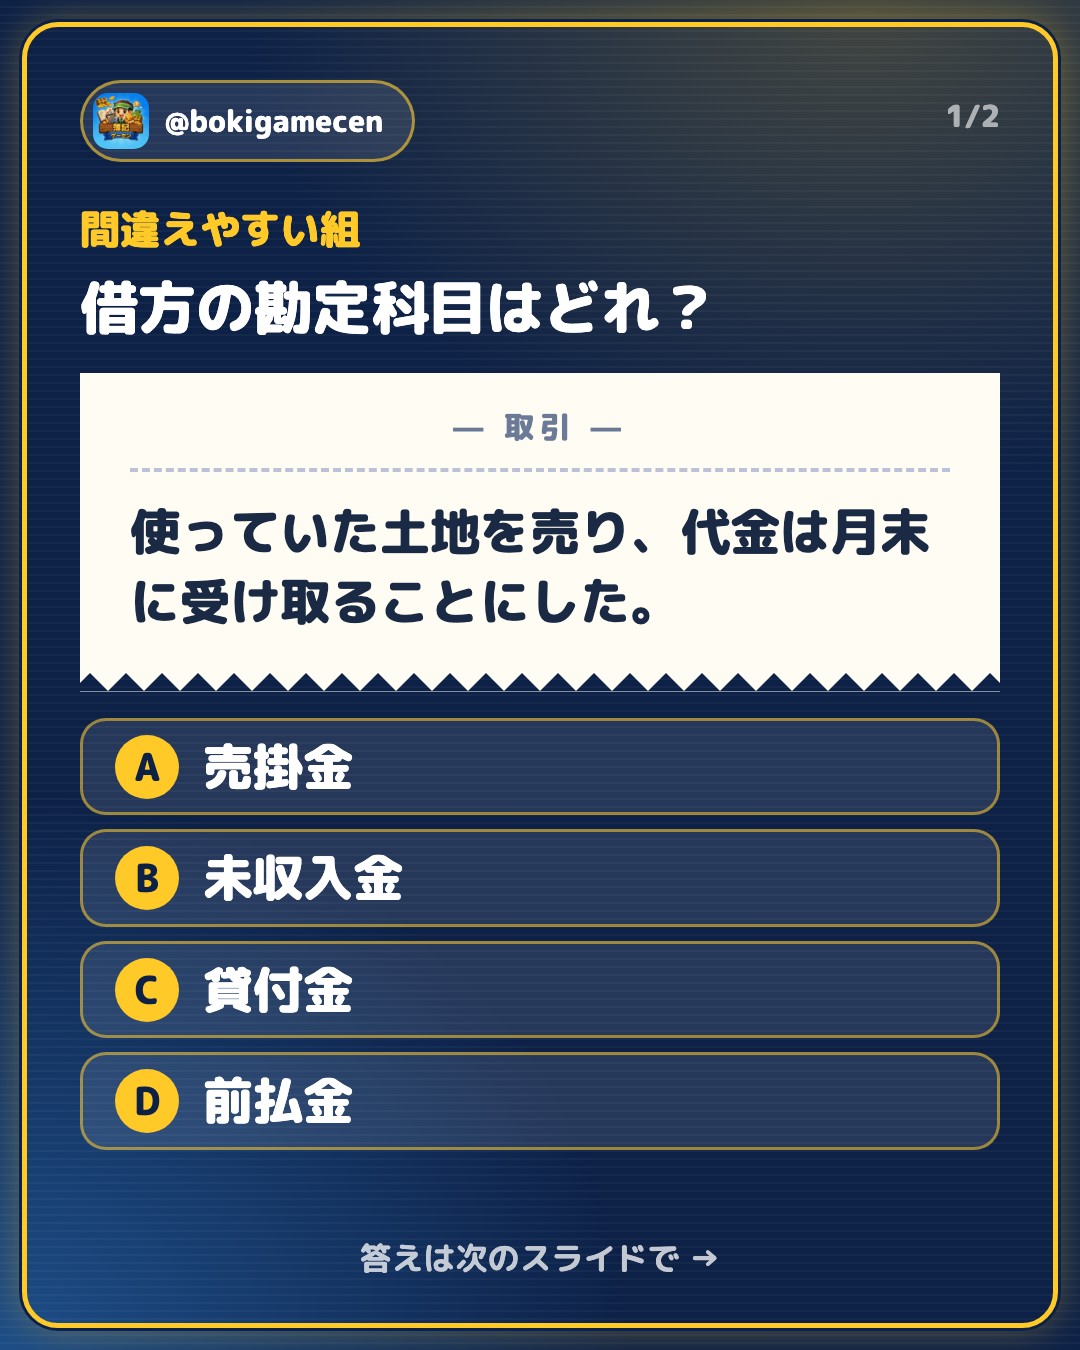 @bokigamecen
1/2
間違えやすい組
借方の勘定科目はどれ？
— 取引 —
使っていた土地を売り、代金は月末
に受け取ることにした。
A 売掛金
B 未収入金
C 貸付金
D 前払金
答えは次のスライドで →